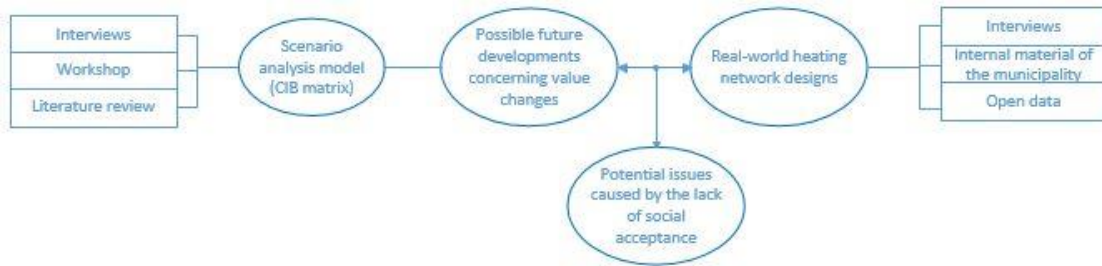 Interviews
Workshop
Literature review
Scenario
analysis model
(CIB matrix)
Possible future
developments
concerning value
changes
Real-world heating
network designs
Interviews
Internal material of
the municipality
Open data
Potential issues
caused by the lack
of social
acceptance